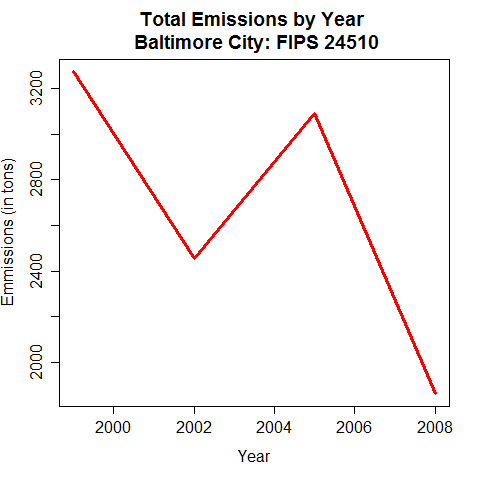 Total Emissions by Year
Baltimore City: FIPS 24510
3200
2800
2400
2000
Emmissions (in tons)
2000 2002 2004 2006 2008
Year